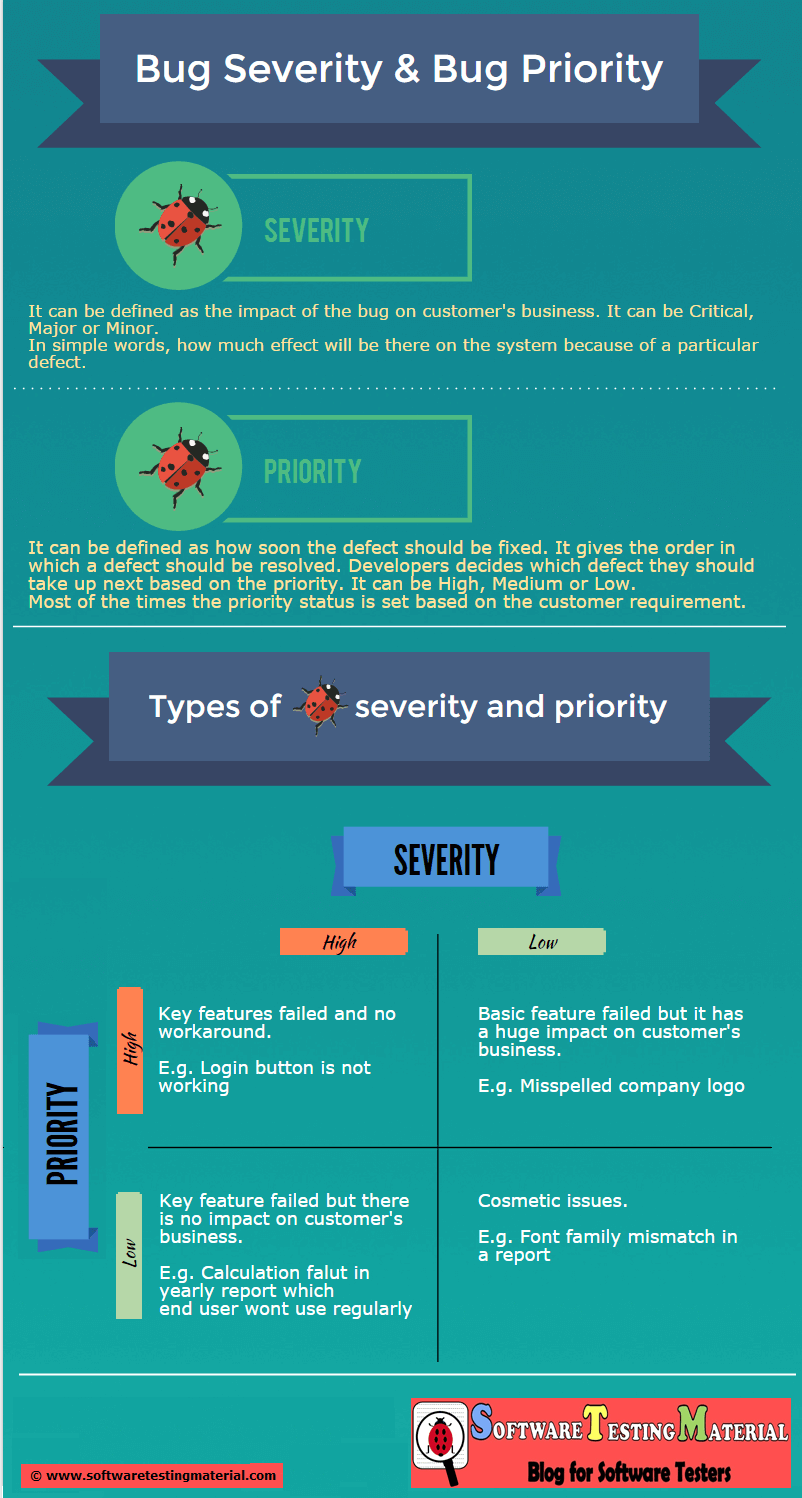 Bug Severity & Bug Priority
SEVERITY
It can be defined as the impact of the bug on customer's business. It can be Critical,
Major or Minor.
In simple words, how much effect will be there on the system because of a particular
defect.
PRIORITY
It can be defined as how soon the defect should be fixed. It gives the order in
which a defect should be resolved. Developers decides which defect they should
take up next based on the priority. It can be High, Medium or Low.
Most of the times the priority status is set based on the customer requirement.
Types of severity and priority
SEVERITY
High
Low
PRIORITY
High
Key features failed and no
workaround.
E.g. Login button is not
working
Basic feature failed but it has
a huge impact on customer's
business.
E.g. Misspelled company logo
Low
Key feature failed but there
is no impact on customer's
business.
E.g. Calculation falut in
yearly report which
end user wont use regularly
Cosmetic issues.
E.g. Font family mismatch in
a report
SOFTWARE TESTING MATERIAL
Blog for Software Testers
© www.softwaretestingmaterial.com